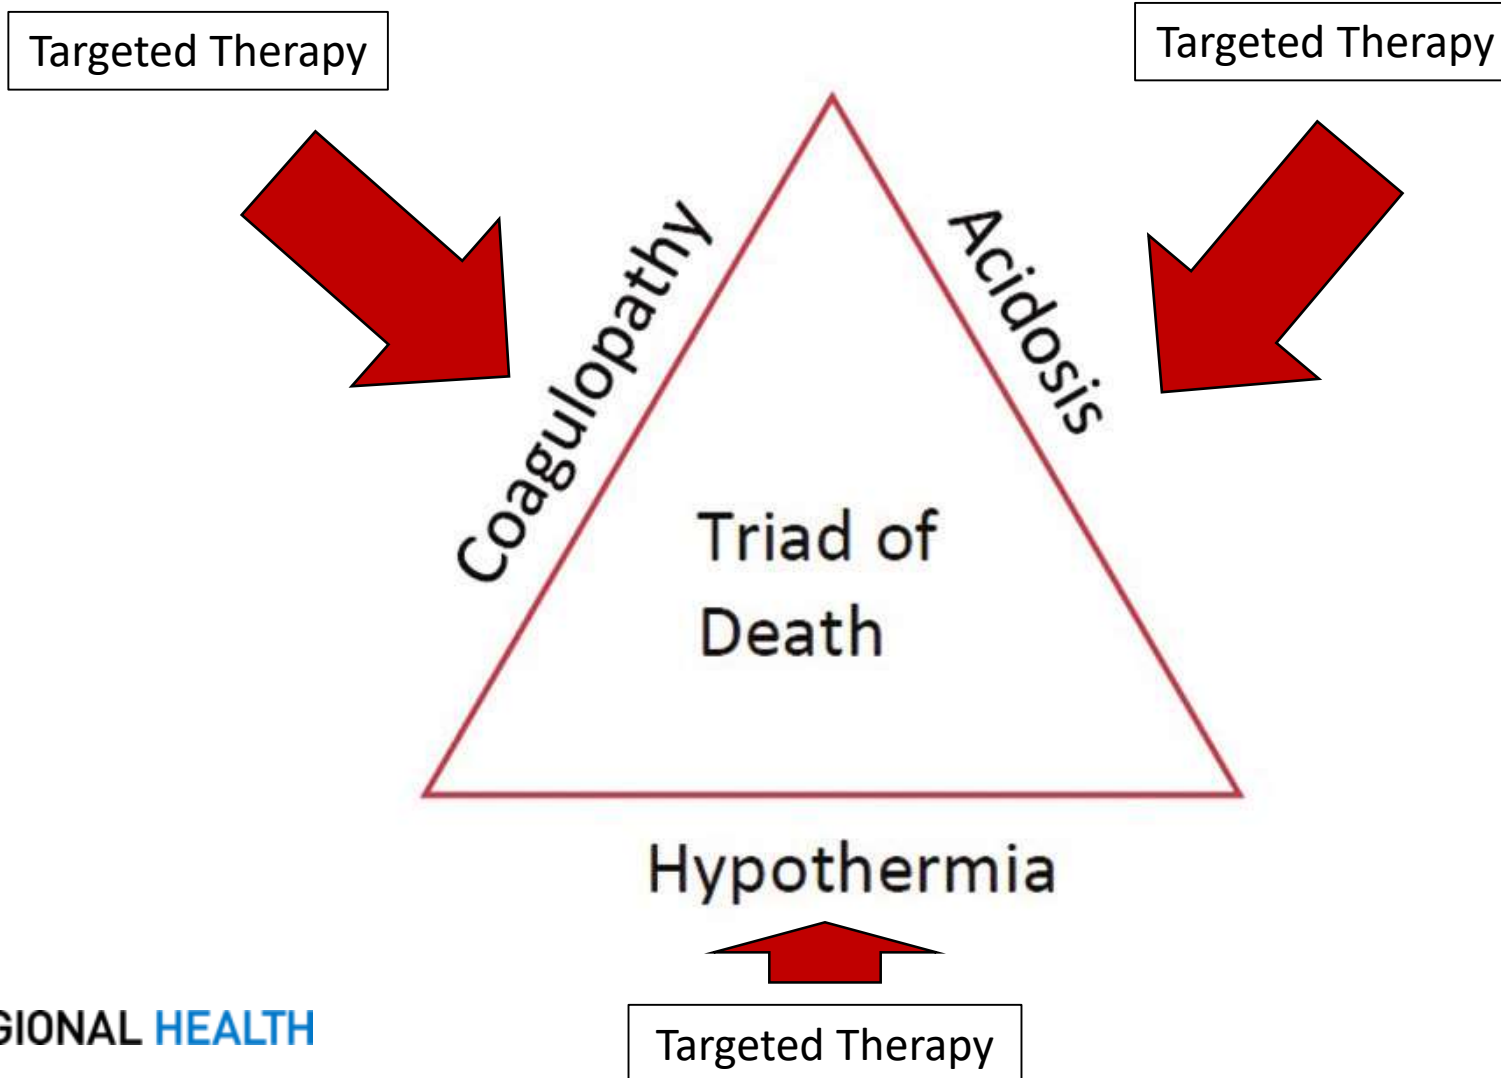 Targeted Therapy
Targeted Therapy
Coagulopathy
Acidosis
Triad of
Death
Hypothermia
Targeted Therapy
GIONAL HEALTH